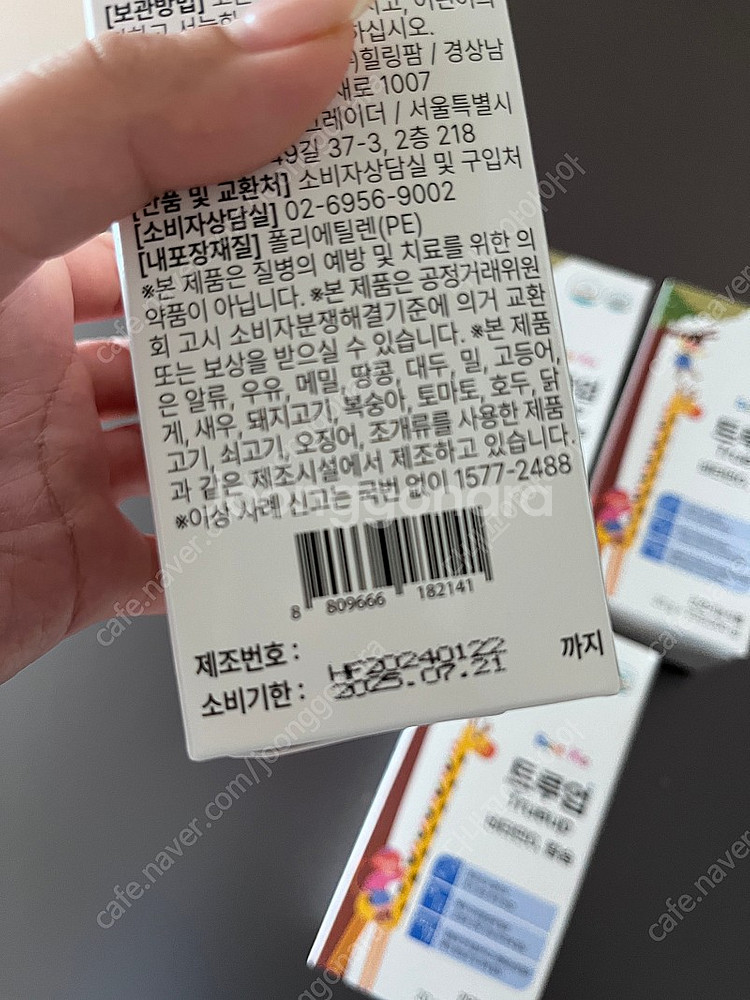 [보관방법]
하십시오.
힐링팜 / 경상남
새로 1007
레이더 / 서울특별시
49길 37-3, 2층 218
[반품 및 교환처] 소비자상담실 및 구입처
[소비자상담실] 02-6956-9002
[내포장재질] 폴리에틸렌(PE)
※본 제품은 질병의 예방 및 치료를 위한 의
약품이 아닙니다. ※본 제품은 공정거래위원
회 고시 소비자분쟁해결기준에 의거 교환
또는 보상을 받으실 수 있습니다. ※본 제품
은 알류, 우유, 메밀, 땅콩, 대두, 밀, 고등어,
게, 새우, 돼지고기, 복숭아, 토마토, 호두, 닭
고기, 쇠고기, 오징어, 조개류를 사용한 제품
과 같은 제조시설에서 제조하고 있습니다.
※이상 사례 신고는 국번 없이 1577-2488
8 809666 182141
제조번호 : HF20240122
소비기한 : 2025.07.21 까지
트루업
TrueUP
트루
joonggonara
cafe.naver.com/joonggonara